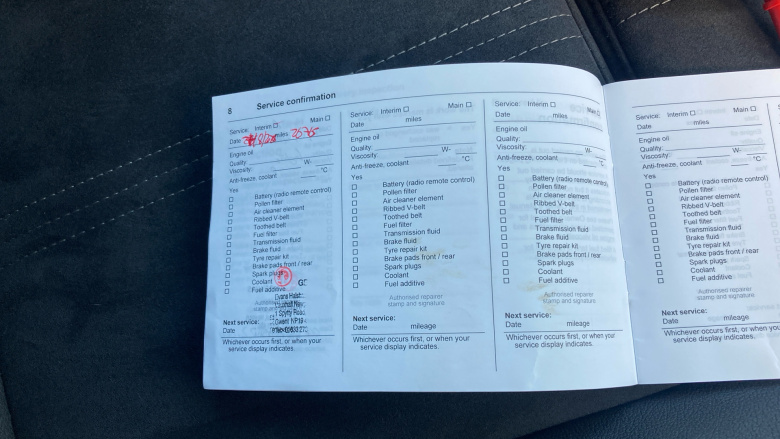 8 Service confirmation
Service: Interim Main
Date miles 3575
Engine oil
Quality
Viscosity: W-
Anti-freeze, coolant °C
Yes
Battery (radio remote control)
Pollen filter
Air cleaner element
Ribbed V-belt
Toothed belt
Fuel filter
Transmission fluid
Brake fluid
Tyre repair kit
Brake pads front / rear
Spark plugs
Coolant
Fuel additive
Next service:
Date
Whichever occurs first, or when your
service display indicates.
Service: Interim Main
Date miles
Engine oil
Quality:
Viscosity: W-
Anti-freeze, coolant °C
Yes
Battery (radio remote control)
Pollen filter
Air cleaner element
Ribbed V-belt
Toothed belt
Fuel filter
Transmission fluid
Brake fluid
Tyre repair kit
Brake pads front / rear
Spark plugs
Coolant
Fuel additive
Authorised repairer
stamp and signature
Next service:
Date mileage
Whichever occurs first, or when your
service display indicates.
Service: Interim Main
Date miles
Engine oil
Quality:
Viscosity: W-
Anti-freeze, coolant °C
Yes
Battery (radio remote control)
Pollen filter
Air cleaner element
Ribbed V-belt
Toothed belt
Fuel filter
Transmission fluid
Brake fluid
Tyre repair kit
Brake pads front / rear
Spark plugs
Coolant
Fuel additive
Authorised repairer
stamp and signature
Next service:
Date mileage
Whichever occurs first, or when your
service display indicates.
Service: Interim Main
Date miles
Engine oil
Quality:
Viscosity: W-
Anti-freeze, coolant °C
Yes
Battery (radio remote control)
Pollen filter
Air cleaner element
Ribbed V-belt
Toothed belt
Fuel filter
Transmission fluid
Brake fluid
Tyre repair kit
Brake pads front / rear
Spark plugs
Coolant
Fuel additive
Authorised repairer
stamp and signature
Next service:
Date mileage
Whichever occurs first, or when your
service display indicates.